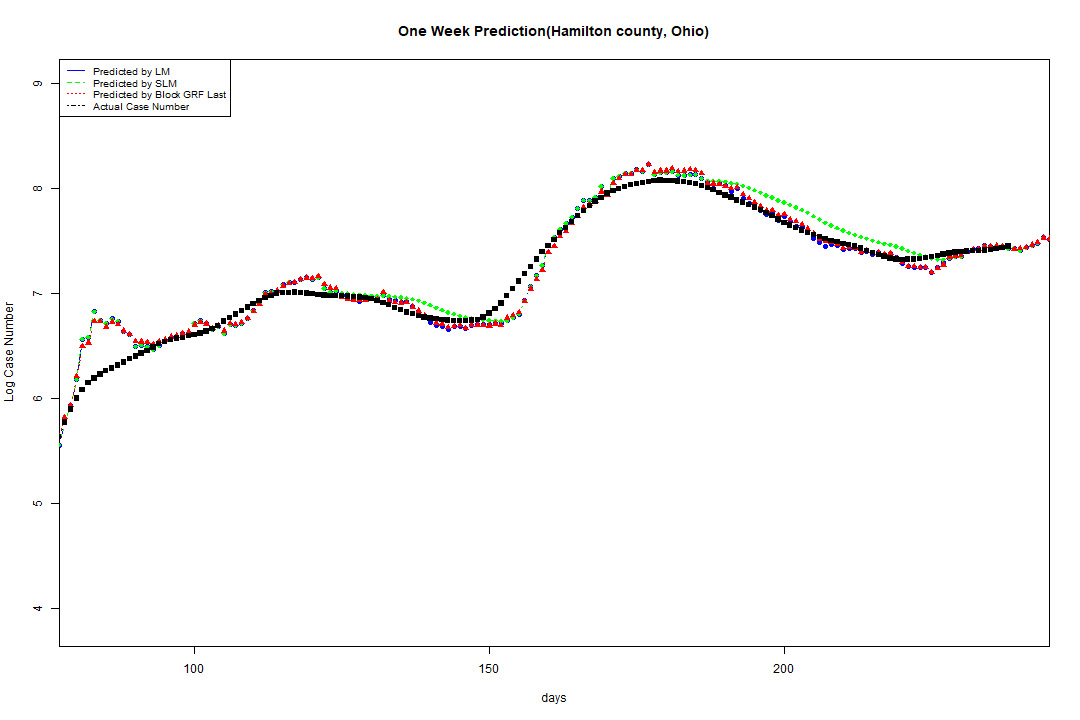 One Week Prediction(Hamilton county, Ohio)
Predicted by LM
Predicted by SLM
Predicted by Block GRF Last
Actual Case Number
9
8
7
6
5
4
Log Case Number
100
150
200
days